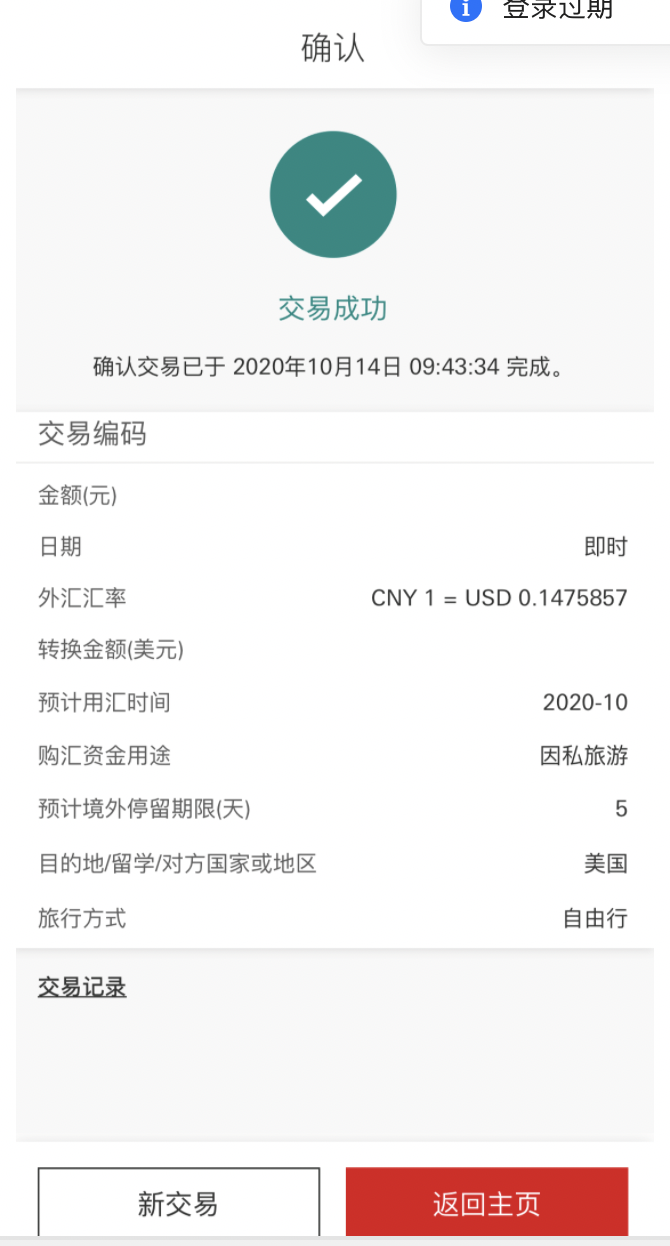 登录过期
确认
交易成功
确认交易已于 2020年10月14日 09:43:34 完成。
交易编码
金额(元)
日期 即时
外汇汇率 CNY 1 = USD 0.1475857
转换金额(美元)
预计用汇时间 2020-10
购汇资金用途 因私旅游
预计境外停留期限(天) 5
目的地/留学/对方国家或地区 美国
旅行方式 自由行
交易记录
新交易 返回主页